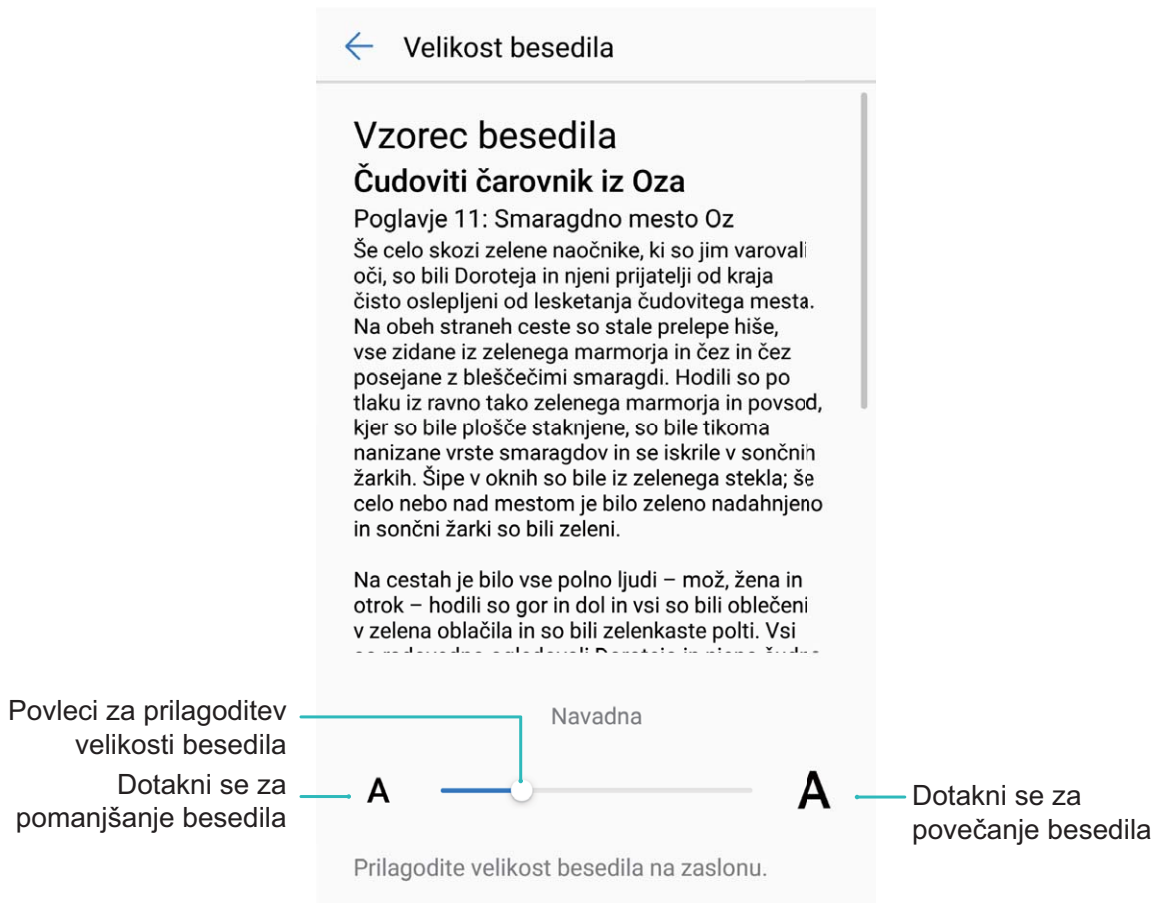 Velikost besedila
Vzorec besedila
Čudoviti čarovnik iz Oza
Poglavje 11: Smaragdno mesto Oz
Še celo skozi zelene naočnike, ki so jim varovali
oči, so bili Doroteja in njeni prijatelji od kraja
čisto oslepljeni od lesketanja čudovitega mesta.
Na obeh straneh ceste so stale prelepe hiše,
vse zidane iz zelenega marmorja in čez in čez
posejane z bleščečimi smaragdi. Hodili so po
tlaku iz ravno tako zelenega marmorja in povsod,
kjer so bile plošče staknjene, so bile tikoma
nanizane vrste smaragdov in se iskrile v sončnih
žarkih. Šipe v oknih so bile iz zelenega stekla; še
celo nebo nad mestom je bilo zeleno nadahnjeno
in sončni žarki so bili zeleni.
Na cestah je bilo vse polno ljudi – mož, žena in
otrok – hodili so gor in dol in vsi so bili oblečeni
v zelena oblačila in so bili zelenkaste polti. Vsi
Navadna
Povleci za prilagoditev
velikosti besedila
Dotakni se za
pomanjšanje besedila
A
A
Dotakni se za
povečanje besedila
Prilagodite velikost besedila na zaslonu.